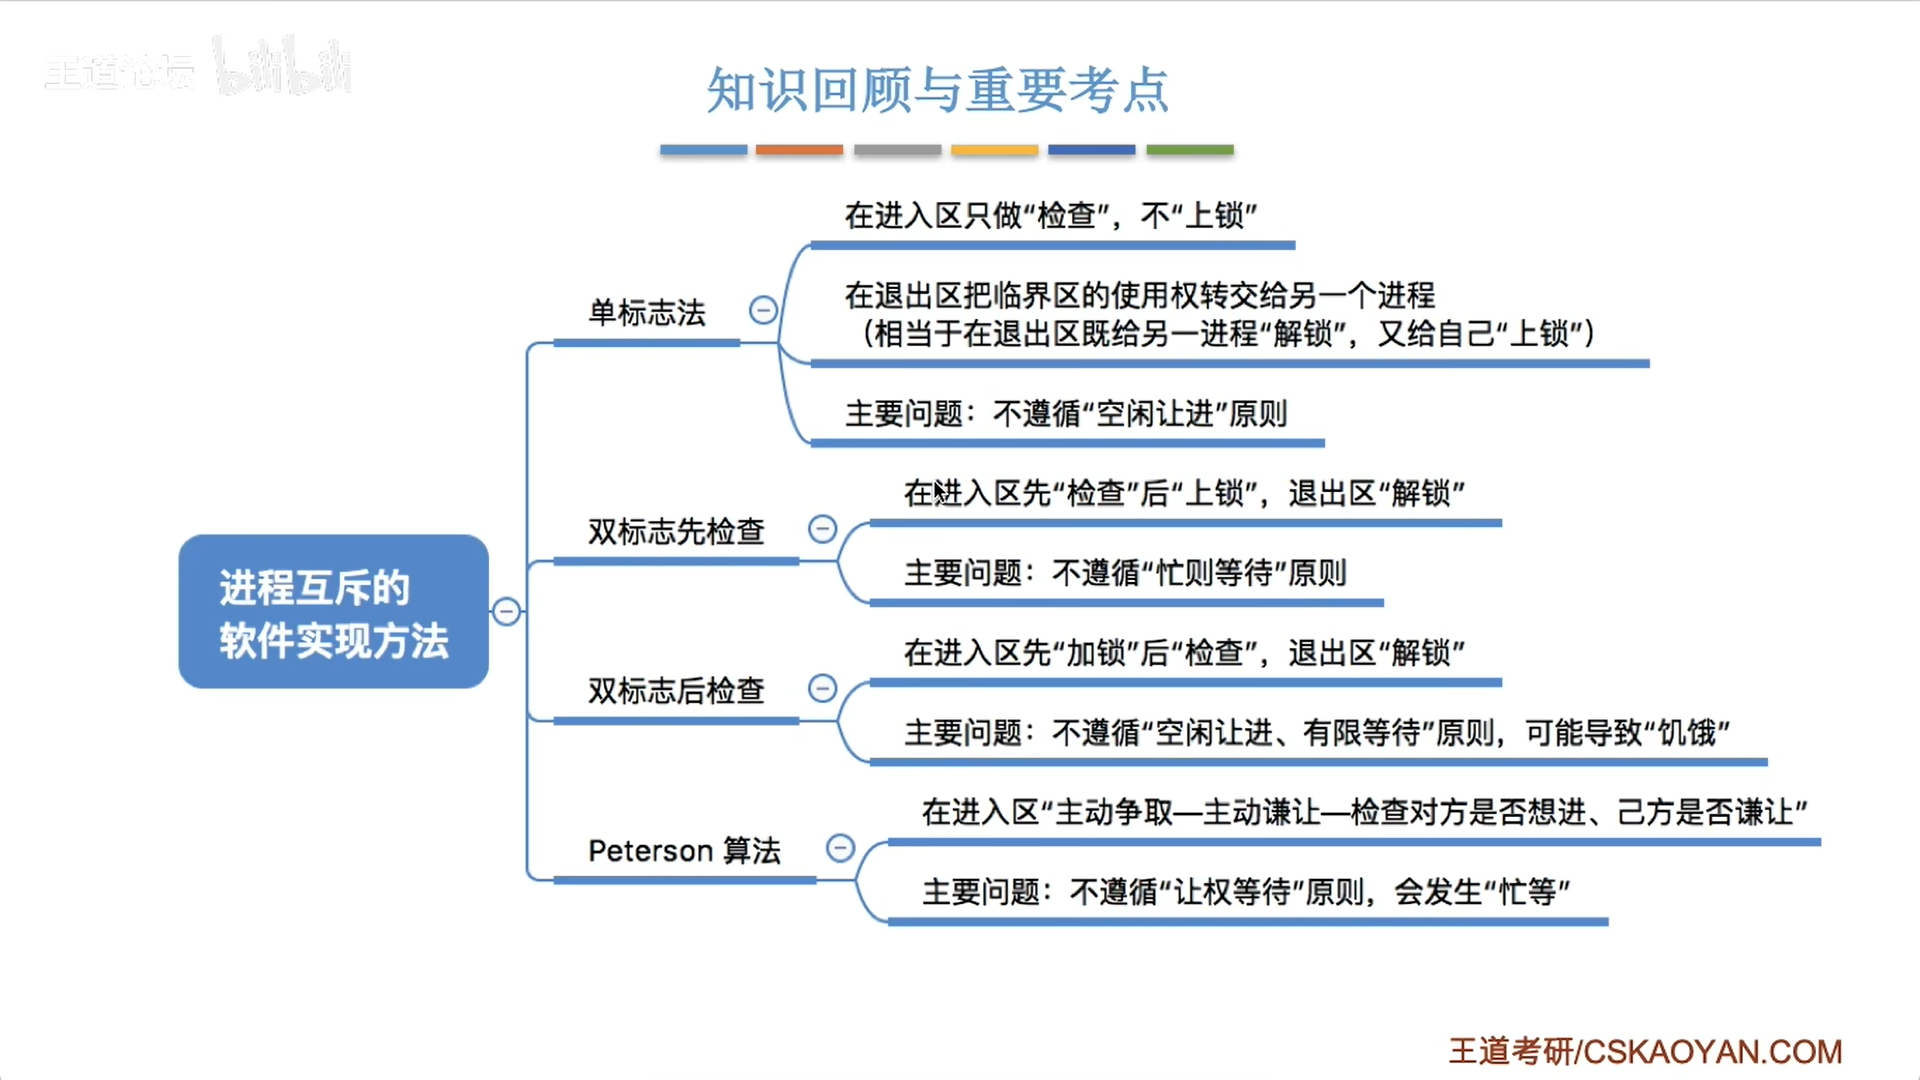 王道论坛 bilibili
知识回顾与重要考点
在进入区只做“检查”，不“上锁”
单标志法
在退出区把临界区的使用权转交给另一个进程
（相当于在退出区既给另一进程“解锁”，又给自己“上锁”）
主要问题：不遵循“空闲让进”原则
在进入区先“检查”后“上锁”，退出区“解锁”
双标志先检查
主要问题：不遵循“忙则等待”原则
进程互斥的
软件实现方法
在进入区先“加锁”后“检查”，退出区“解锁”
双标志后检查
主要问题：不遵循“空闲让进、有限等待”原则，可能导致“饥饿”
在进入区“主动争取—主动谦让—检查对方是否想进、己方是否谦让”
Peterson 算法
主要问题：不遵循“让权等待”原则，会发生“忙等”
王道考研/CSKAOYAN.COM